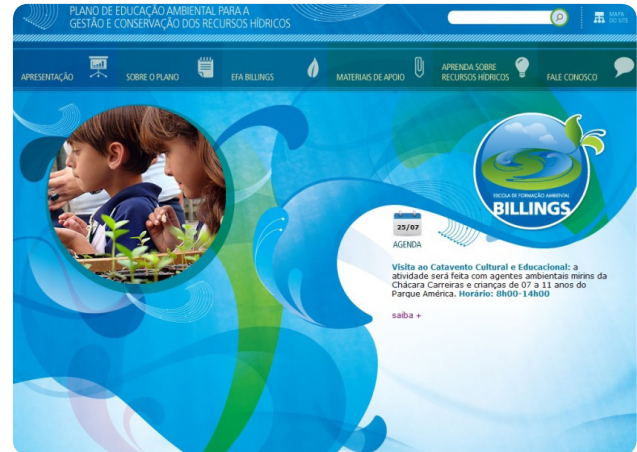 PLANO DE EDUCAÇÃO AMBIENTAL PARA A
GESTÃO E CONSERVAÇÃO DOS RECURSOS HÍDRICOS
MAPA
DO SITE
APRESENTAÇÃO
SOBRE O PLANO
EFA BILLINGS
MATERIAIS DE APOIO
APRENDA SOBRE
RECURSOS HÍDRICOS
FALE CONOSCO
ESCOLA DE FORMAÇÃO AMBIENTAL
BILLINGS
25/07
AGENDA
Visita ao Catavento Cultural e Educacional: a
atividade será feita com agentes ambientais mirins da
Chácara Carreiras e crianças de 07 a 11 anos do
Parque América. Horário: 8h00-14h00
saiba +